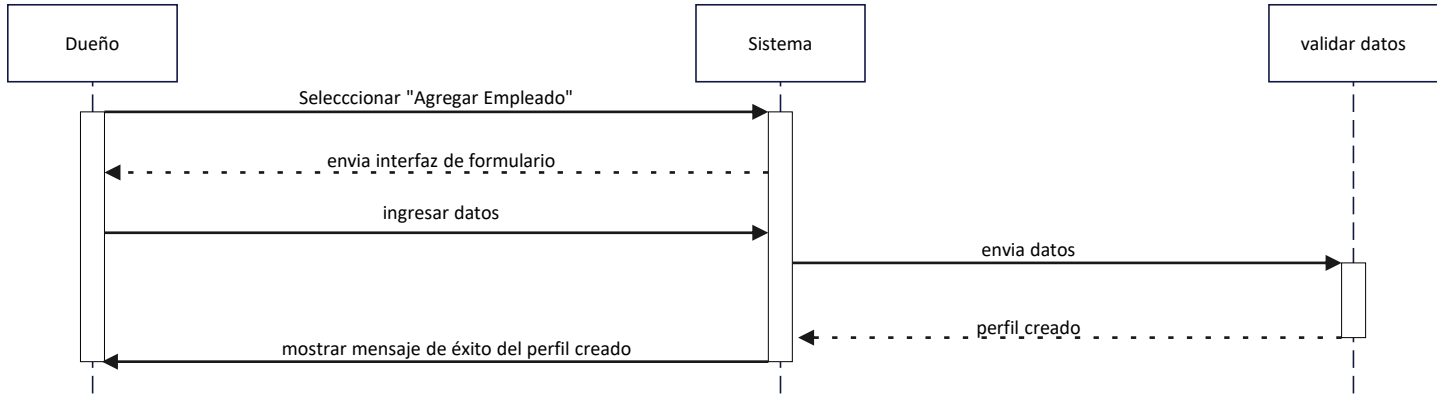 Dueño
Sistema
validar datos
Selecccionar "Agregar Empleado"
envia interfaz de formulario
ingresar datos
envia datos
perfil creado
mostrar mensaje de éxito del perfil creado